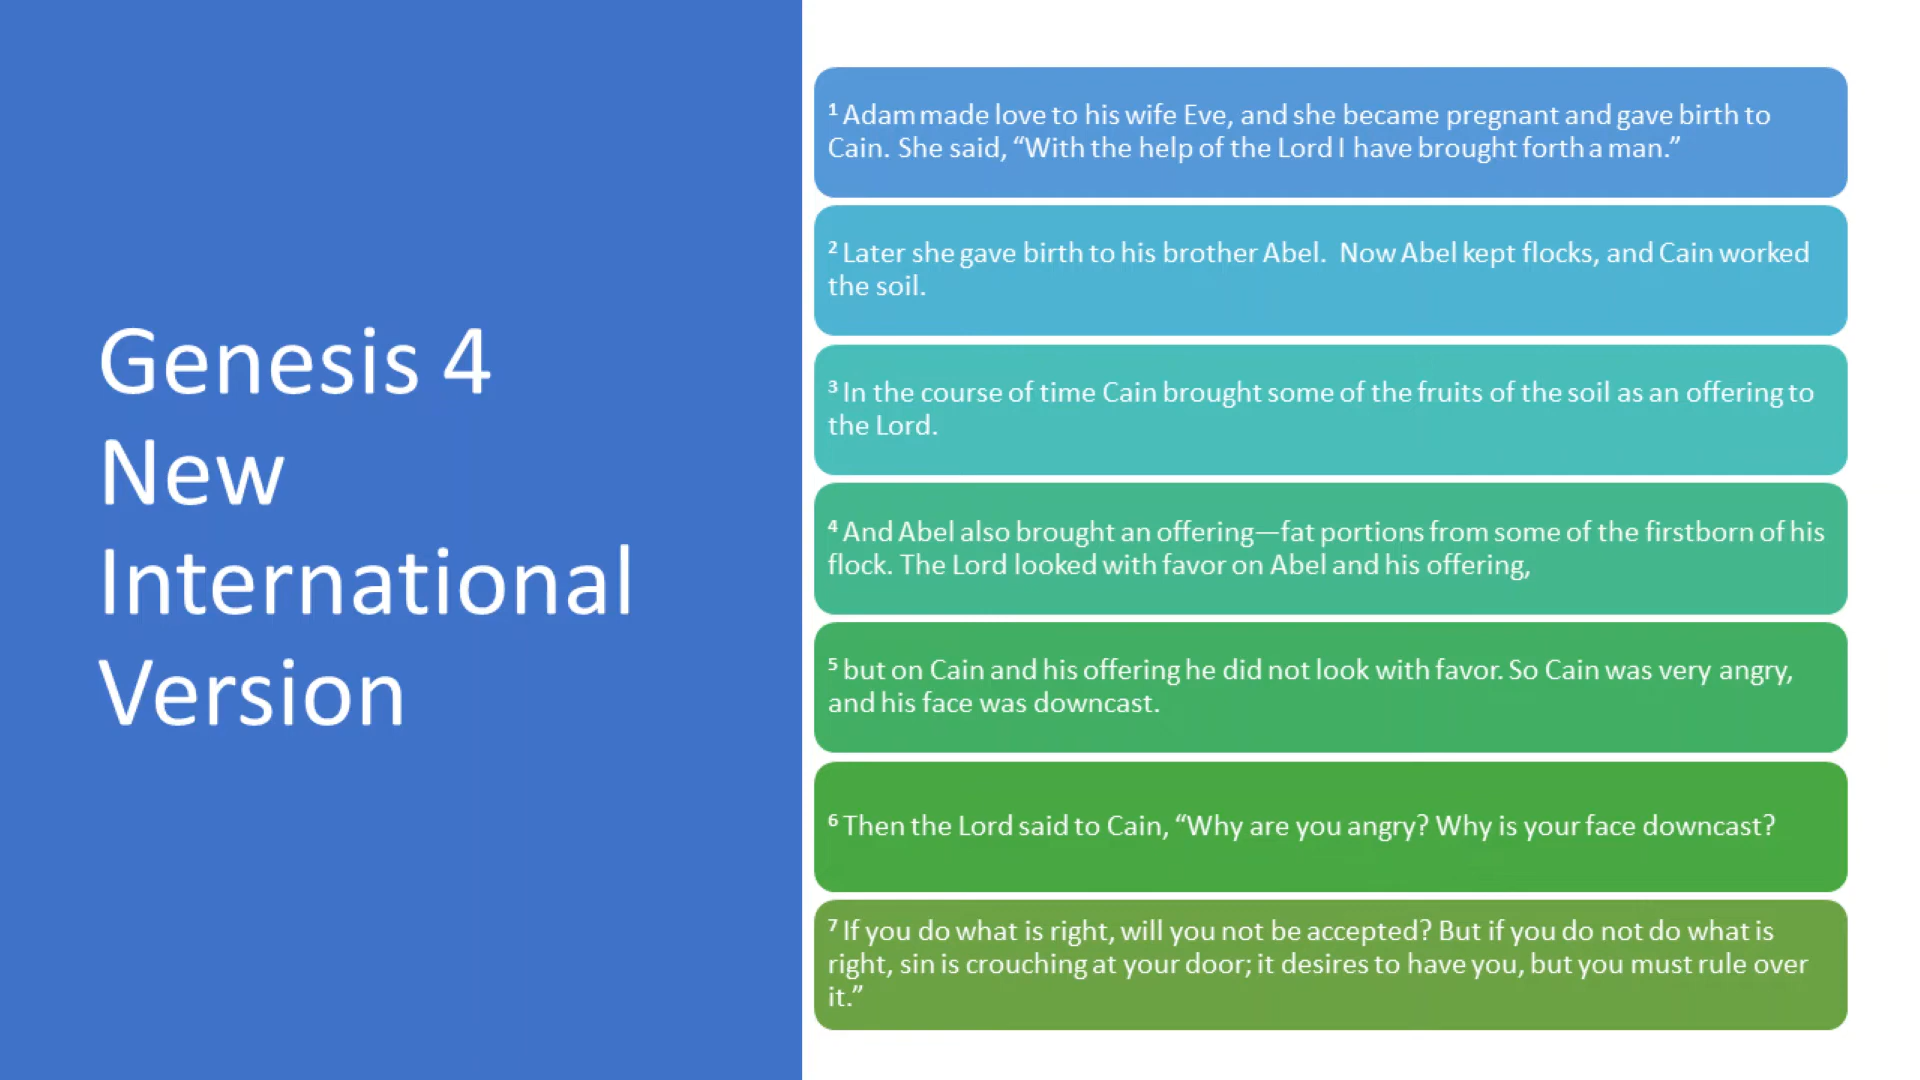 Genesis 4
New
International
Version
¹ Adam made love to his wife Eve, and she became pregnant and gave birth to
Cain. She said, “With the help of the Lord I have brought forth a man.”
² Later she gave birth to his brother Abel.  Now Abel kept flocks, and Cain worked
the soil.
³ In the course of time Cain brought some of the fruits of the soil as an offering to
the Lord.
⁴ And Abel also brought an offering—fat portions from some of the firstborn of his
flock. The Lord looked with favor on Abel and his offering,
⁵ but on Cain and his offering he did not look with favor. So Cain was very angry,
and his face was downcast.
⁶ Then the Lord said to Cain, “Why are you angry? Why is your face downcast?
⁷ If you do what is right, will you not be accepted? But if you do not do what is
right, sin is crouching at your door; it desires to have you, but you must rule over
it.”